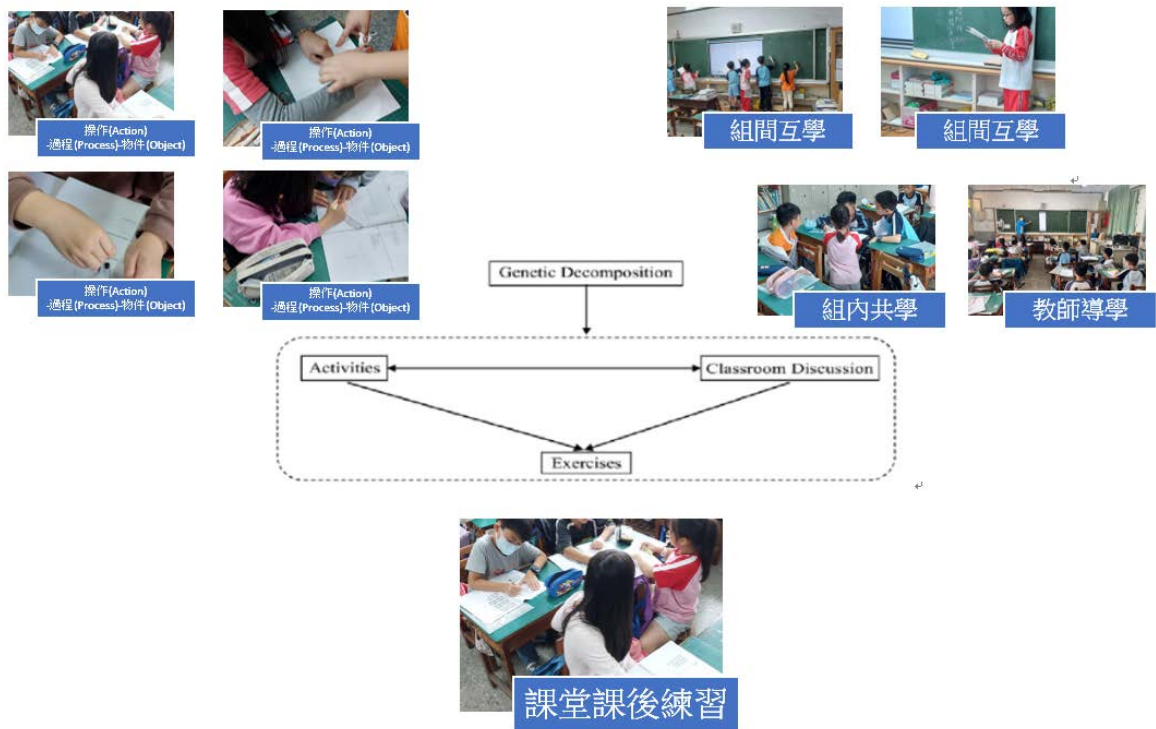 操作(Action)
-過程(Process)-物件(Object)
操作(Action)
-過程(Process)-物件(Object)
組間互學
組間互學
操作(Action)
-過程(Process)-物件(Object)
操作(Action)
-過程(Process)-物件(Object)
組內共學
教師導學
Genetic Decomposition
Activities
Classroom Discussion
Exercises
課堂課後練習